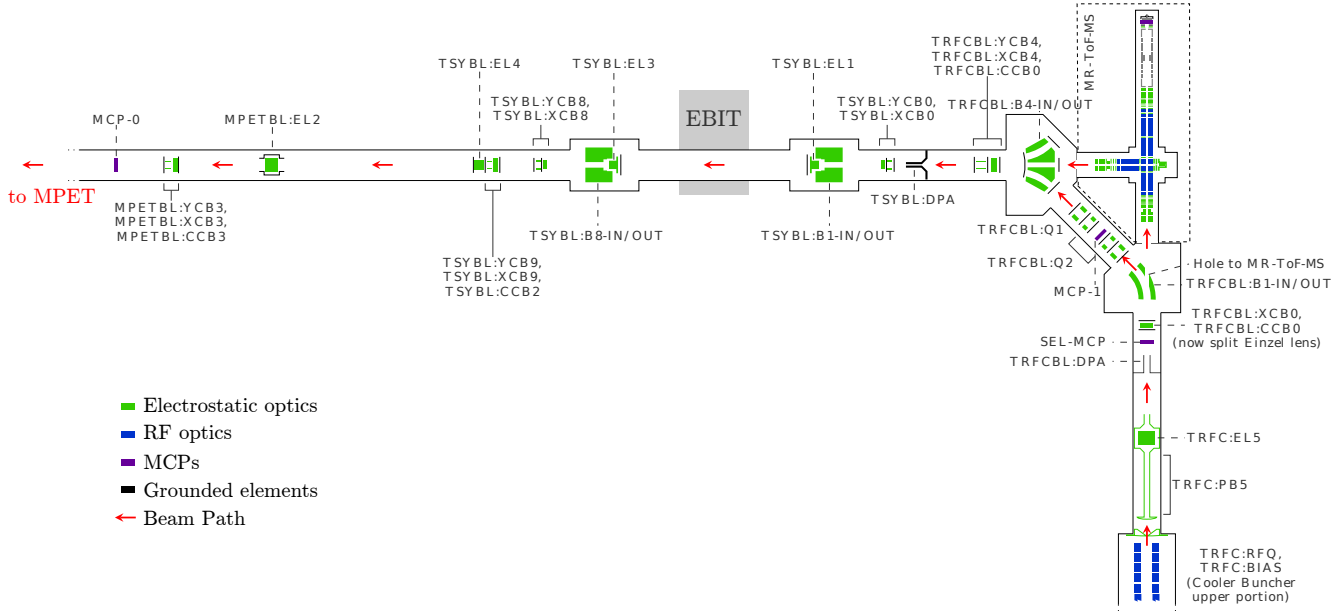 TRFCBL:YCB4,
TRFCBL:XCB4,
TRFCBL:CCB0
MR-ToF-MS
TSYBL:EL4
TSYBL:EL3
TSYBL:EL1
TSYBL:YCB8,
TSYBL:XCB8
EBIT
TSYBL:YCB0,
TSYBL:XCB0
TRFCBL:B4-IN/OUT
MCP-0
MPETBL:EL2
to MPET
TSYBL:DPA
MPETBL:YCB3,
MPETBL:XCB3,
MPETBL:CCB3
TSYBL:B8-IN/OUT
TSYBL:B1-IN/OUT
TRFCBL:Q1
TSYBL:YCB9,
TSYBL:XCB9,
TSYBL:CCB2
TRFCBL:Q2
MCP-1
Hole to MR-ToF-MS
TRFCBL:B1-IN/OUT
TRFCBL:XCB0,
TRFCBL:CCB0
(now split Einzel lens)
SEL-MCP
TRFCBL:DPA
Electrostatic optics
RF optics
MCPs
Grounded elements
Beam Path
TRFC:EL5
TRFC:PB5
TRFC:RFQ,
TRFC:BIAS
(Cooler Buncher
upper portion)